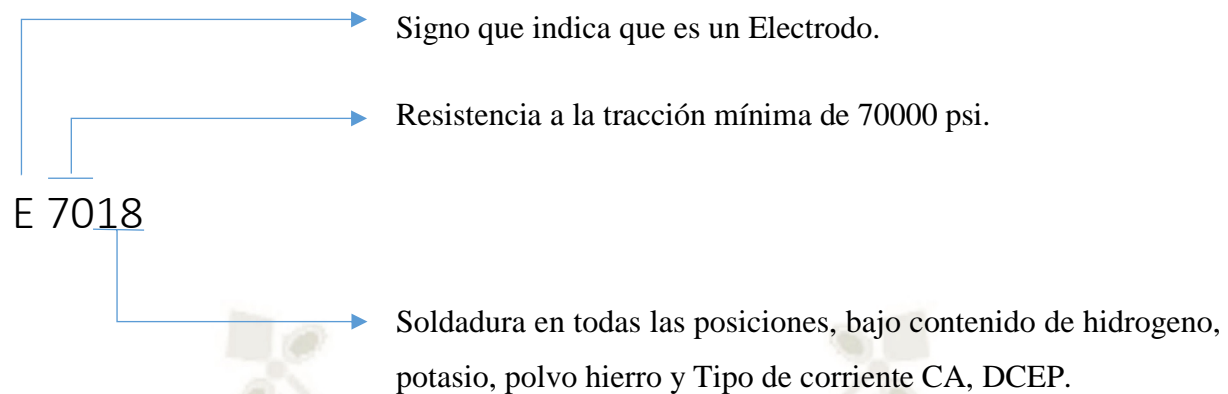 Signo que indica que es un Electrodo.
Resistencia a la tracción mínima de 70000 psi.
E 7018
Soldadura en todas las posiciones, bajo contenido de hidrogeno,
potasio, polvo hierro y Tipo de corriente CA, DCEP.